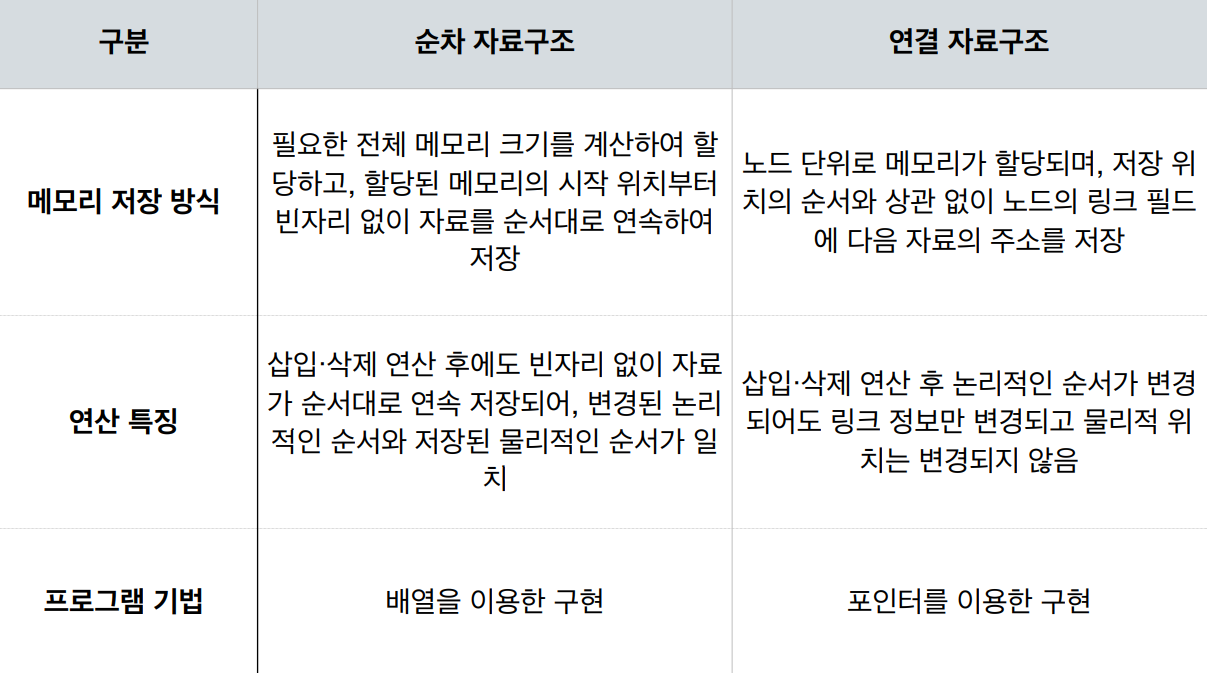 구분
순차 자료구조
연결 자료구조
메모리 저장 방식
필요한 전체 메모리 크기를 계산하여 할
당하고, 할당된 메모리의 시작 위치부터
빈자리 없이 자료를 순서대로 연속하여
저장
노드 단위로 메모리가 할당되며, 저장 위
치의 순서와 상관 없이 노드의 링크 필드
에 다음 자료의 주소를 저장
연산 특징
삽입·삭제 연산 후에도 빈자리 없이 자료
가 순서대로 연속 저장되어, 변경된 논리
적인 순서와 저장된 물리적인 순서가 일
치
삽입·삭제 연산 후 논리적인 순서가 변경
되어도 링크 정보만 변경되고 물리적 위
치는 변경되지 않음
프로그램 기법
배열을 이용한 구현
포인터를 이용한 구현